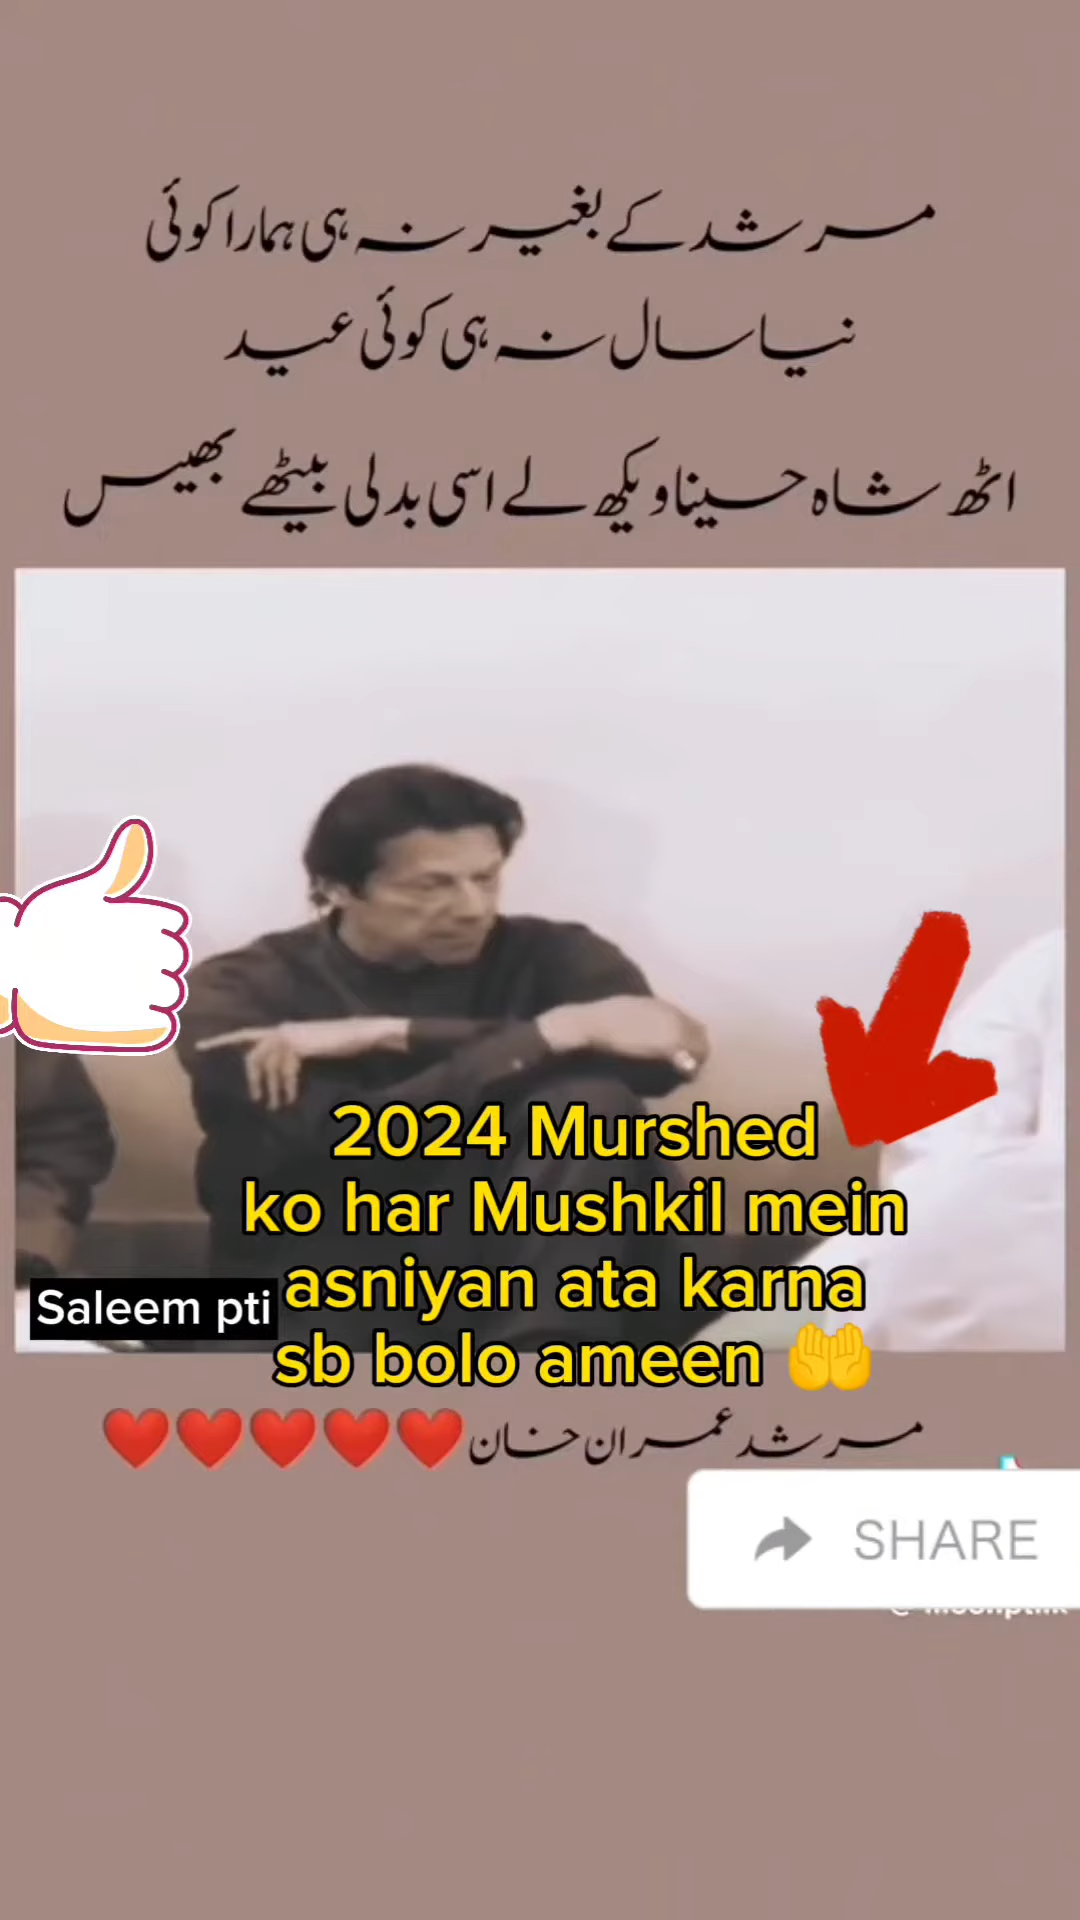 مرشد کے بغیر نہ ہی ہمارا کوئی
نیا سال نہ ہی کوئی عید
اٹھ شاہ حسینا ویکھ لے اسی بدلی بیٹھے بھیس
2024 Murshed
ko har Mushkil mein
asniyan ata karna
Saleem pti
sb bolo ameen 🤲
مرشد عمران خان ❤️❤️❤️❤️❤️
SHARE